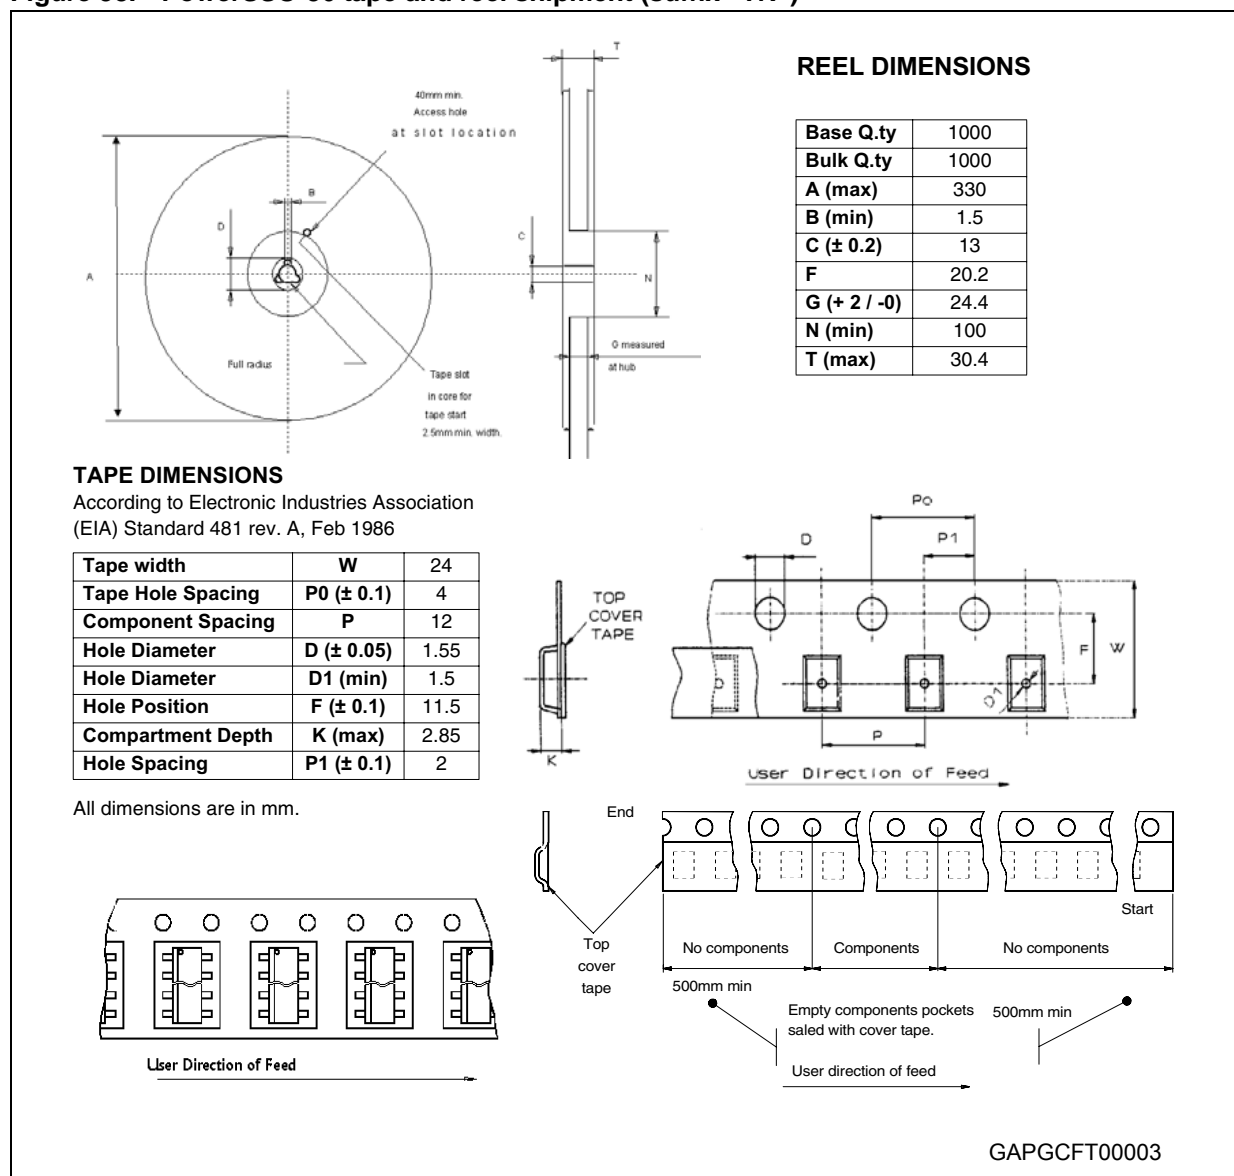 T
REEL DIMENSIONS
40mm min.
Access hole
at slot location
B
D
C
A
N
Full radius
G measured
at hub
Tape slot
in core for
tape start
2.5mm min. width.
Base Q.ty 1000
Bulk Q.ty 1000
A (max) 330
B (min) 1.5
C (± 0.2) 13
F 20.2
G (+ 2 / -0) 24.4
N (min) 100
T (max) 30.4
TAPE DIMENSIONS
According to Electronic Industries Association
(EIA) Standard 481 rev. A, Feb 1986
Tape width W 24
Tape Hole Spacing P0 (± 0.1) 4
Component Spacing P 12
Hole Diameter D (± 0.05) 1.55
Hole Diameter D1 (min) 1.5
Hole Position F (± 0.1) 11.5
Compartment Depth K (max) 2.85
Hole Spacing P1 (± 0.1) 2
All dimensions are in mm.
Po
D
P1
TOP
COVER
TAPE
F
W
D1
P
K
User Direction of Feed
End
Start
Top
cover
tape
No components
Components
No components
500mm min
Empty components pockets
saled with cover tape.
500mm min
User direction of feed
User Direction of Feed
GAPGCFT00003